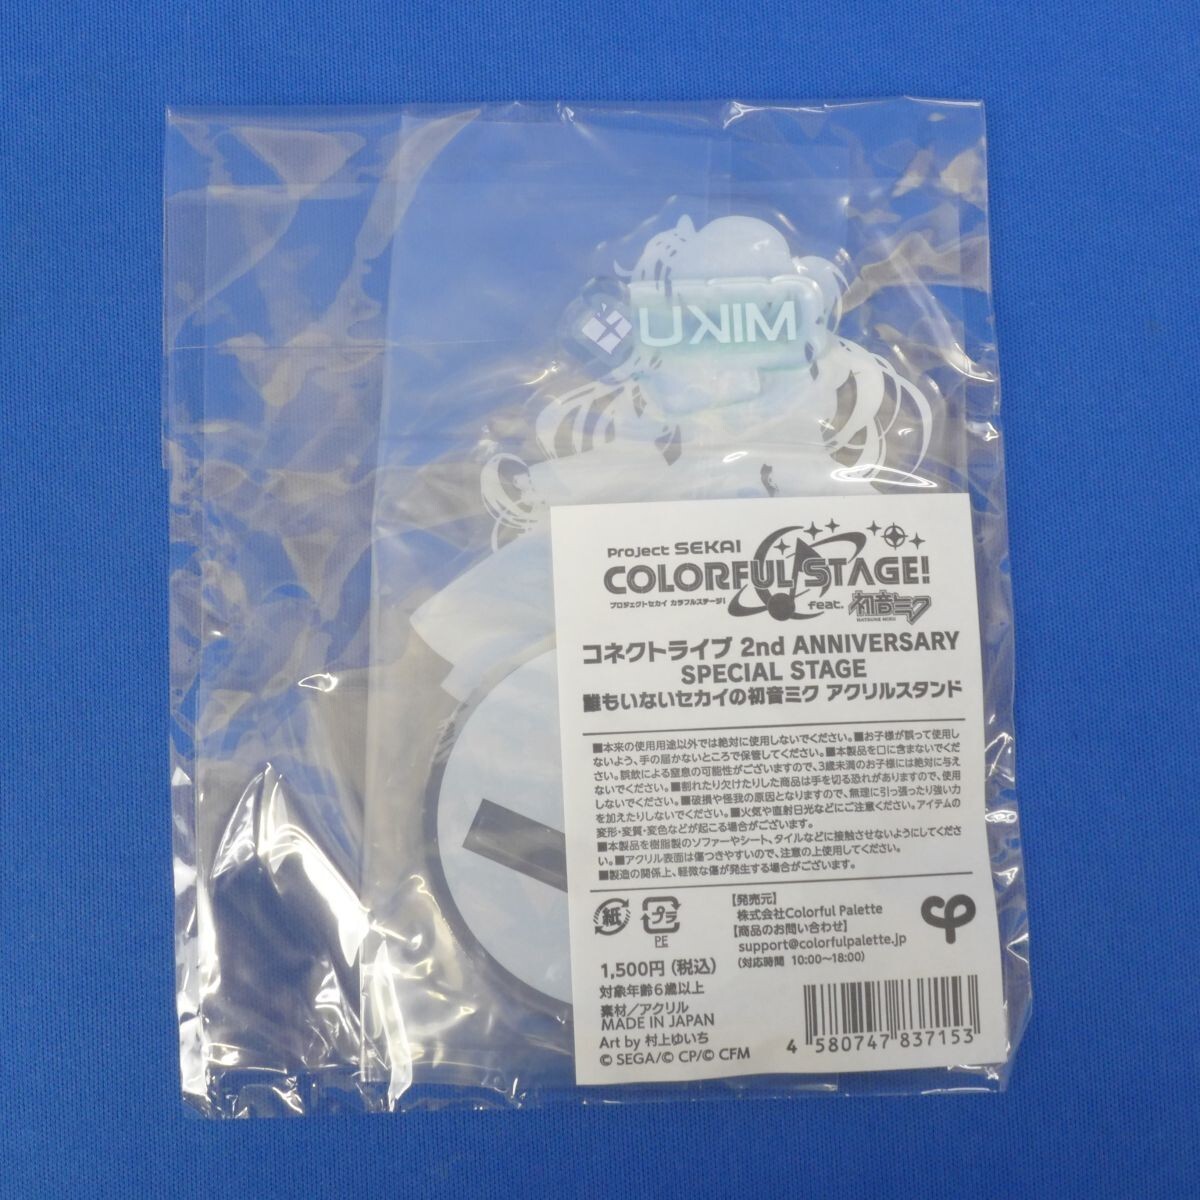 MIKU
Project SEKAI
COLORFUL STAGE!
プロジェクトセカイ カラフルステージ!
feat. 初音ミク
HATSUNE MIKU
コネクトライブ 2nd ANNIVERSARY
SPECIAL STAGE
誰もいないセカイの初音ミク アクリルスタンド
■本来の使用用途以外では絶対に使用しないでください。■お子様が誤って使用し
ないよう、手の届かないところで保管してください。■本製品を口に含まないでくだ
さい。誤飲による窒息の可能性がございますので、3歳未満のお子様には絶対に与え
ないでください。■割れたり欠けたりした商品は手を切る恐れがありますので、使用
しないでください。■破損や怪我の原因となりますので、無理に引っ張ったり強い力
を加えたりしないでください。■火気や直射日光などにご注意ください。アイテムの
変形・変質・変色などが起こる場合がございます。
■本製品を樹脂製のソファーやシート、タイルなどに接触させないようにしてくださ
い。■アクリル表面は傷つきやすいので、注意の上使用してください。
■製造の関係上、軽微な傷が発生する場合がございます。
紙
プラ
PE
【発売元】
株式会社Colorful Palette
【商品のお問い合わせ】
support@colorfulpalette.jp
(対応時間 10:00~18:00)
1,500円(税込)
対象年齢6歳以上
素材/アクリル
MADE IN JAPAN
Art by 村上ゆいち
© SEGA/© CP/© CFM
4 580747 837153